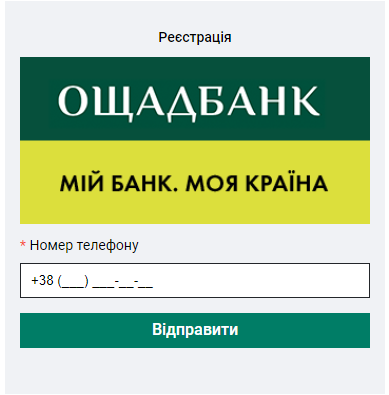 Реєстрація
ОЩАДБАНК
МІЙ БАНК. МОЯ КРАЇНА
* Номер телефону
+38 (___) ___-__-__
Відправити